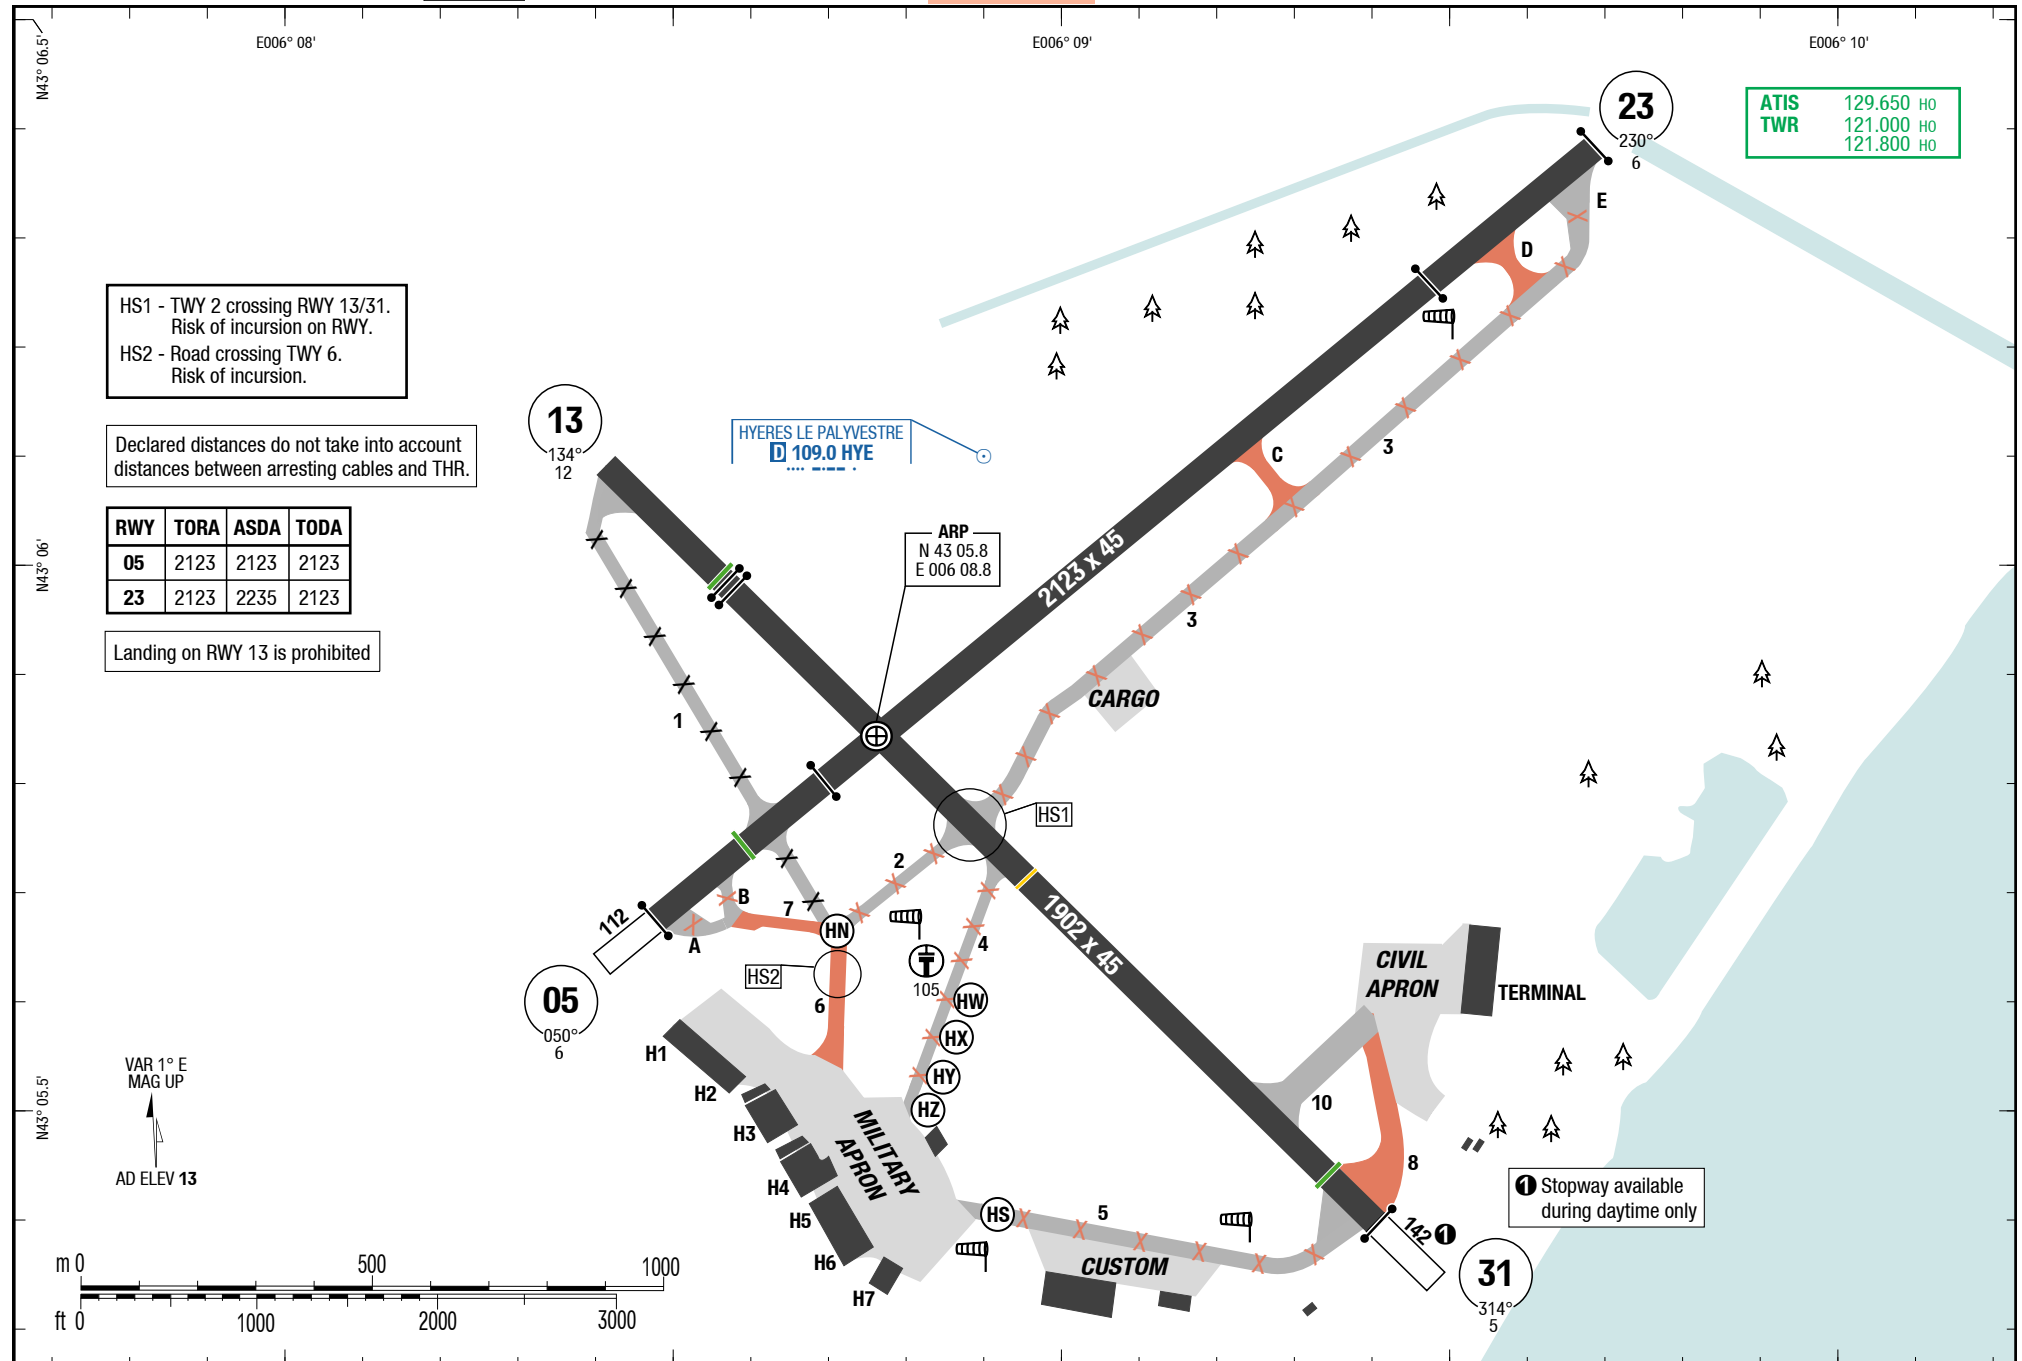 E006° 08'
E006° 09'
E006° 10'
N43° 06.5'
23
230°
6
ATIS 129.650 HO
TWR 121.000 HO
121.800 HO
E
D
HS1 - TWY 2 crossing RWY 13/31.
Risk of incursion on RWY.
HS2 - Road crossing TWY 6.
Risk of incursion.
13
134°
12
HYERES LE PALYVESTRE
D 109.0 HYE
Declared distances do not take into account
distances between arresting cables and THR.
C
3
RWY TORA ASDA TODA
05 2123 2123 2123
23 2123 2235 2123
N43° 06'
ARP
N 43 05.8
E 006 08.8
2123 x 45
3
Landing on RWY 13 is prohibited
CARGO
1
HS1
2
B
7
112
A
HN
4
1902 x 45
HS2
105
6
HW
HX
HY
HZ
05
050°
6
CIVIL
APRON
TERMINAL
H1
H2
H3
H4
H5
H6
H7
MILITARY
APRON
10
8
N43° 05.5'
VAR 1° E
MAG UP
AD ELEV 13
HS
5
CUSTOM
142 1
1 Stopway available
during daytime only
31
314°
5
m 0 500 1000
ft 0 1000 2000 3000